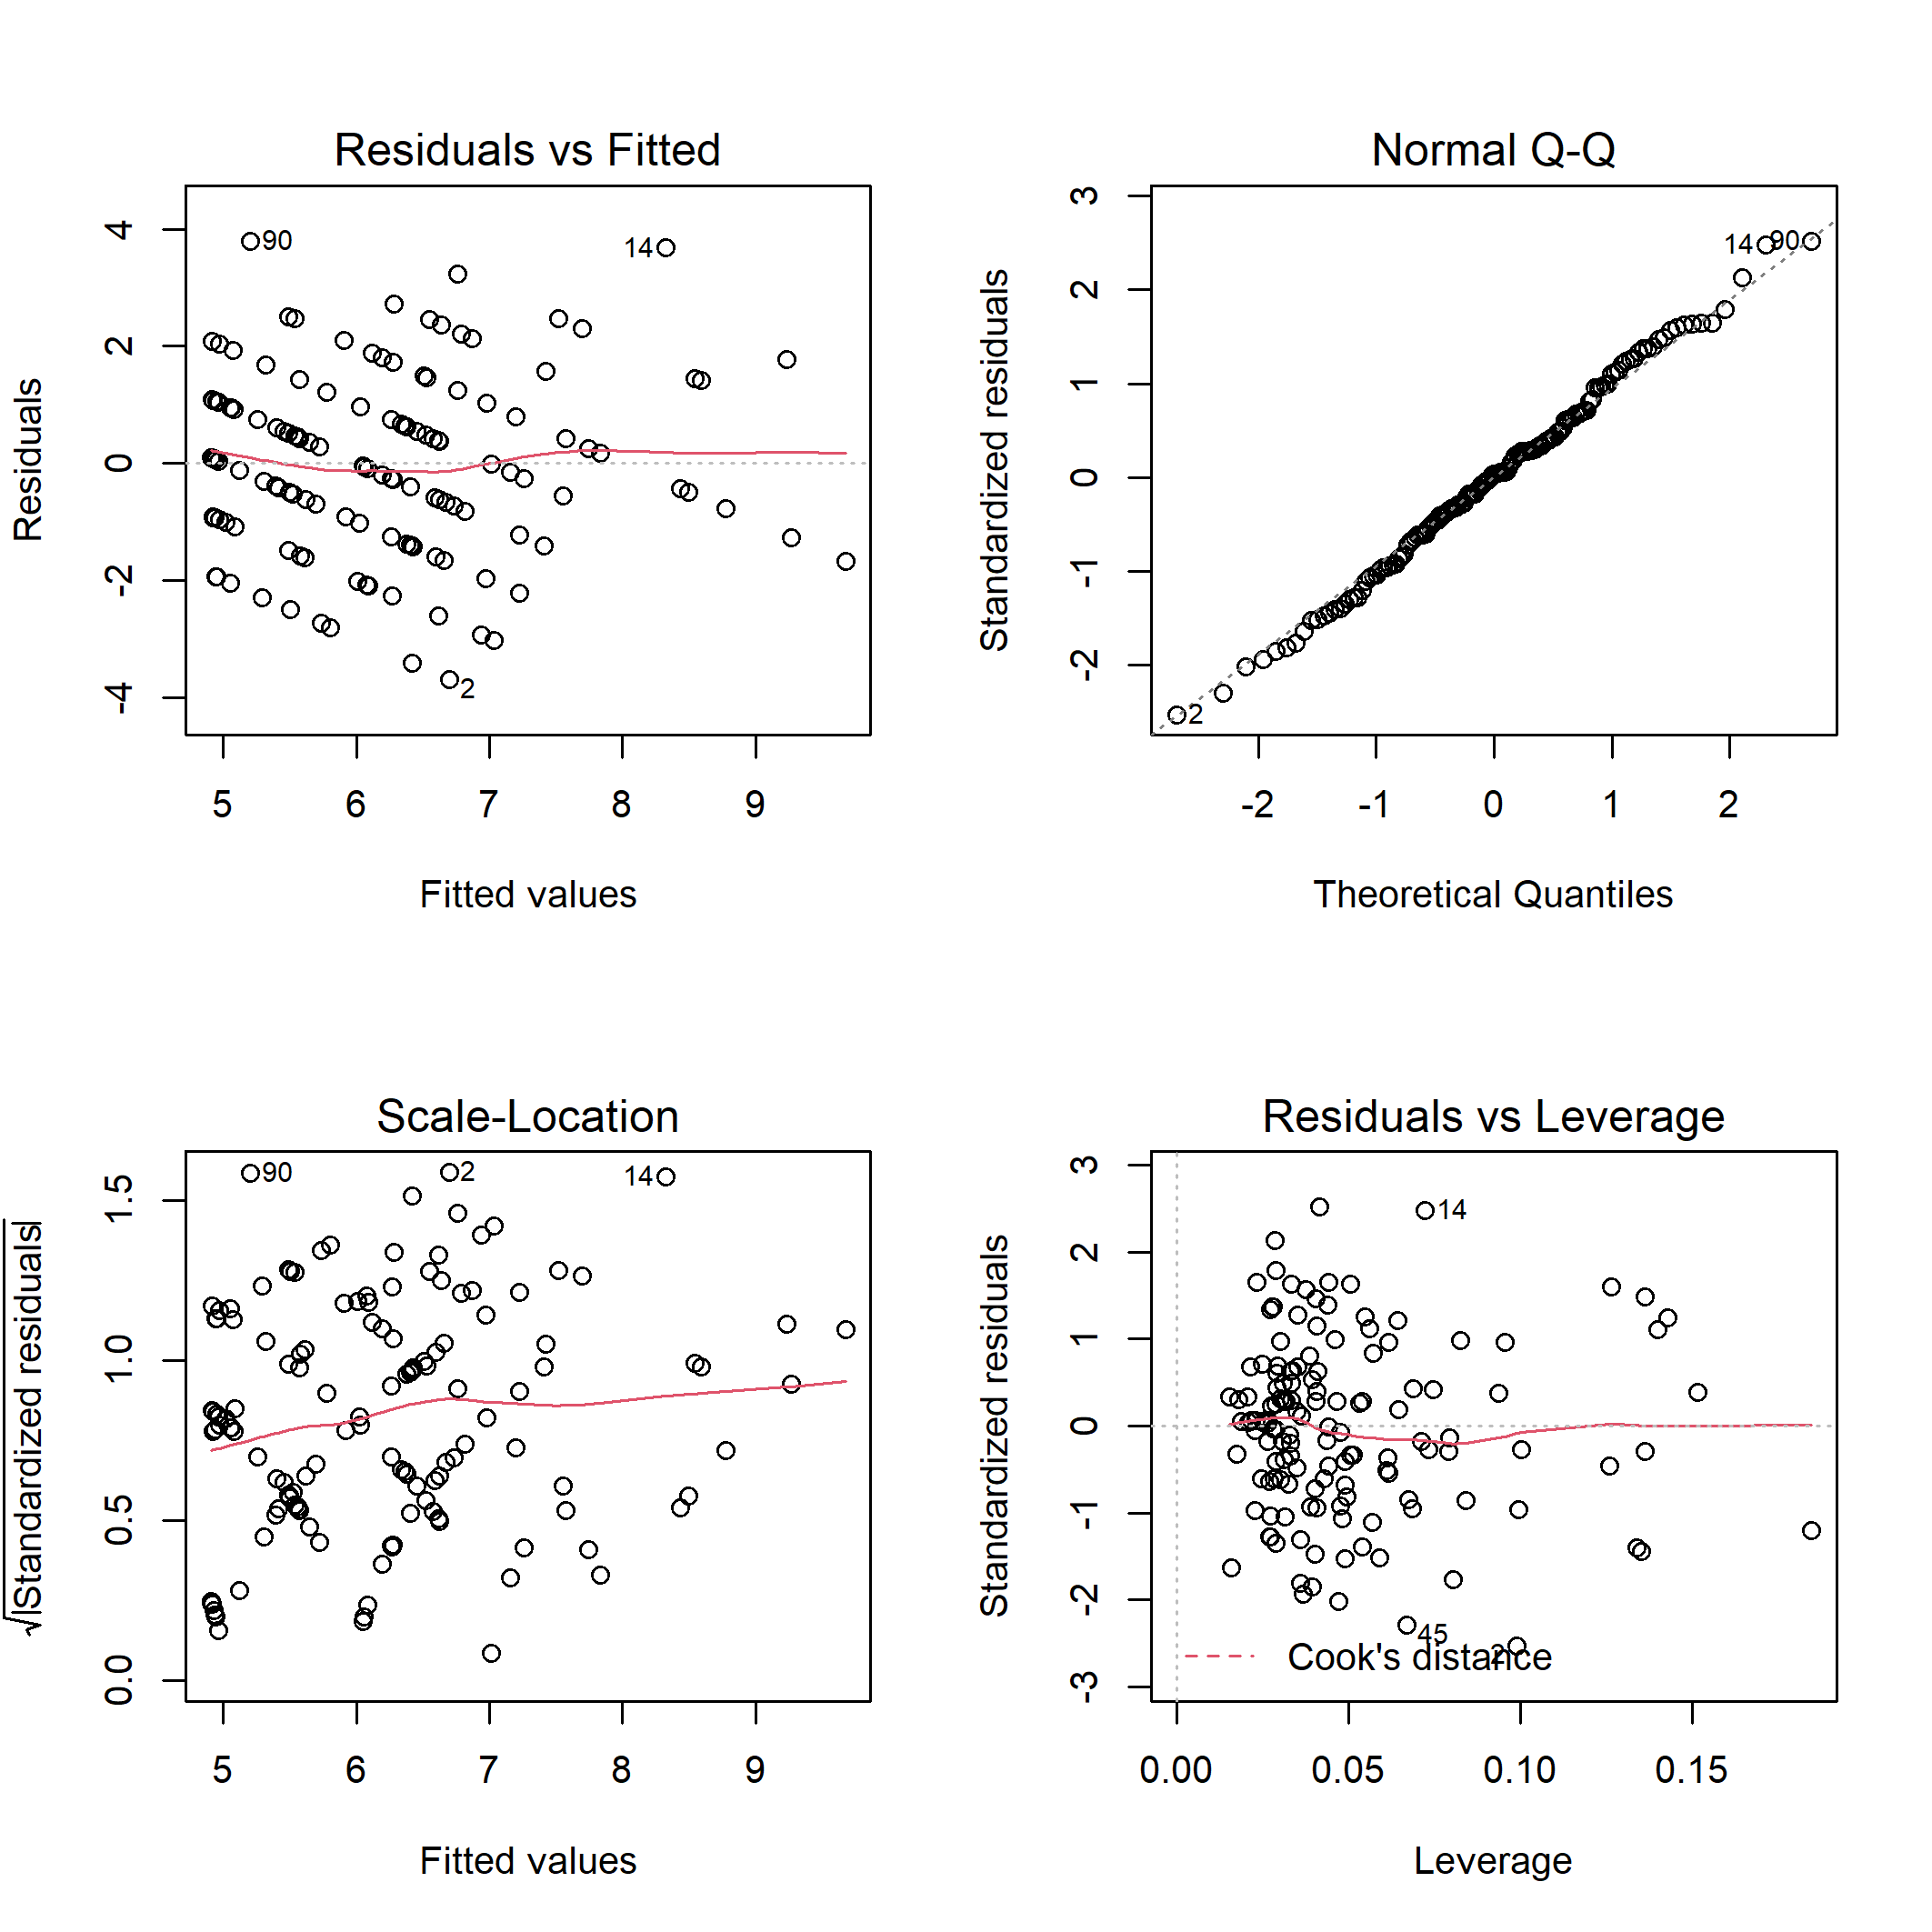 Residuals vs Fitted
Residuals
4
2
0
-2
-4
90
14
2
5 6 7 8 9
Fitted values
Normal Q-Q
Standardized residuals
3
2
1
0
-1
-2
14 90
2
-2 -1 0 1 2
Theoretical Quantiles
Scale-Location
√|Standardized residuals|
1.5
1.0
0.5
0.0
90
2
14
5 6 7 8 9
Fitted values
Residuals vs Leverage
Standardized residuals
3
2
1
0
-1
-2
-3
14
45
2
Cook's distance
0.00 0.05 0.10 0.15
Leverage